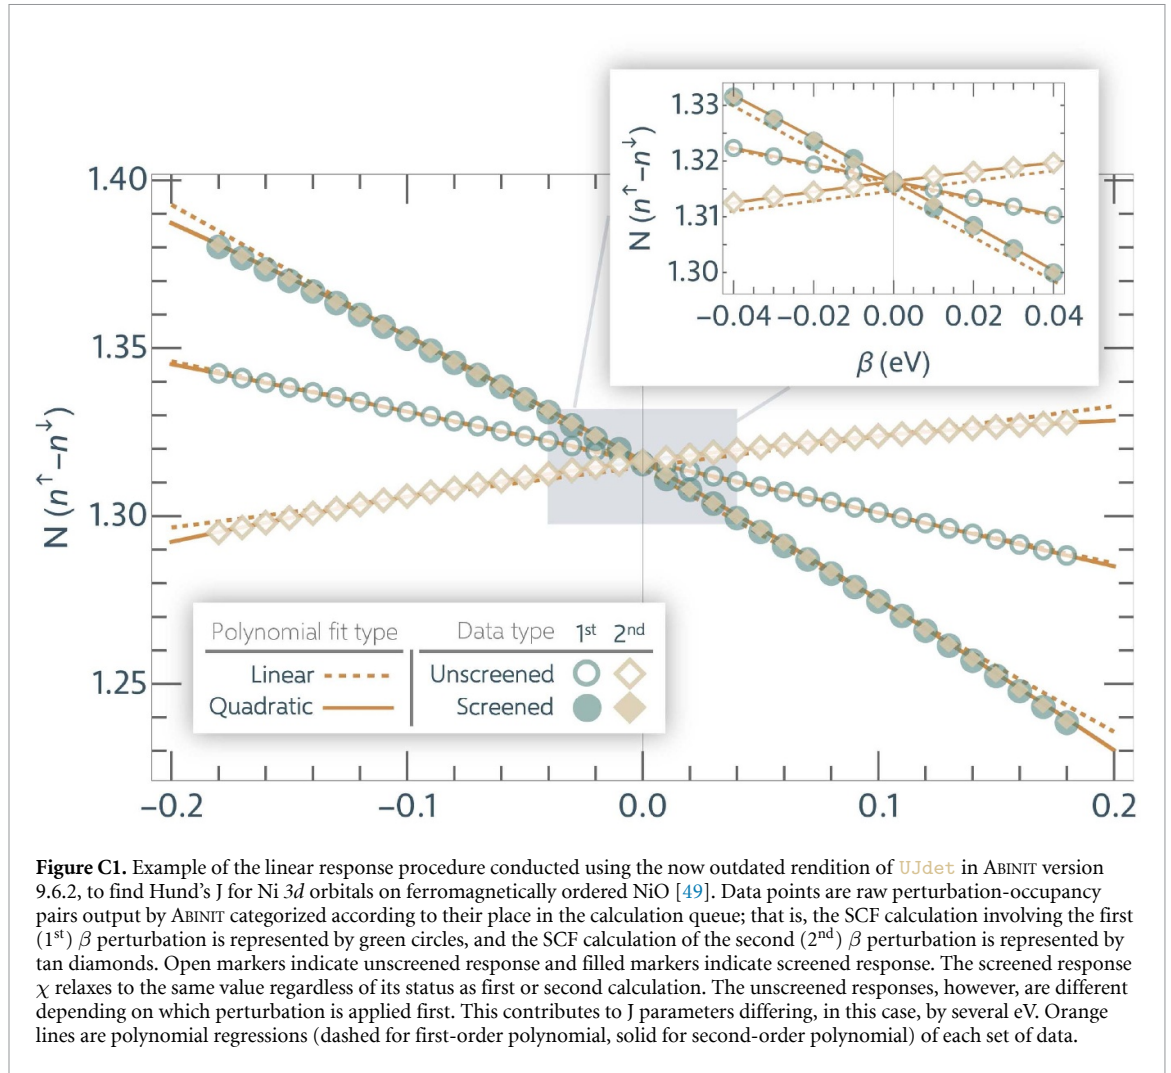 1.40
1.35
1.30
1.25
N (n↑−n↓)
−0.2
−0.1
0.0
0.1
0.2
1.33
1.32
1.31
1.30
N (n↑−n↓)
−0.04
−0.02
0.00
0.02
0.04
β (eV)
Polynomial fit type
Linear
Quadratic
Data type 1st 2nd
Unscreened
Screened
Figure C1. Example of the linear response procedure conducted using the now outdated rendition of UJdet in ABINIT version
9.6.2, to find Hund's J for Ni 3d orbitals on ferromagnetically ordered NiO [49]. Data points are raw perturbation-occupancy
pairs output by ABINIT categorized according to their place in the calculation queue; that is, the SCF calculation involving the first
(1st) β perturbation is represented by green circles, and the SCF calculation of the second (2nd) β perturbation is represented by
tan diamonds. Open markers indicate unscreened response and filled markers indicate screened response. The screened response
χ relaxes to the same value regardless of its status as first or second calculation. The unscreened responses, however, are different
depending on which perturbation is applied first. This contributes to J parameters differing, in this case, by several eV. Orange
lines are polynomial regressions (dashed for first-order polynomial, solid for second-order polynomial) of each set of data.